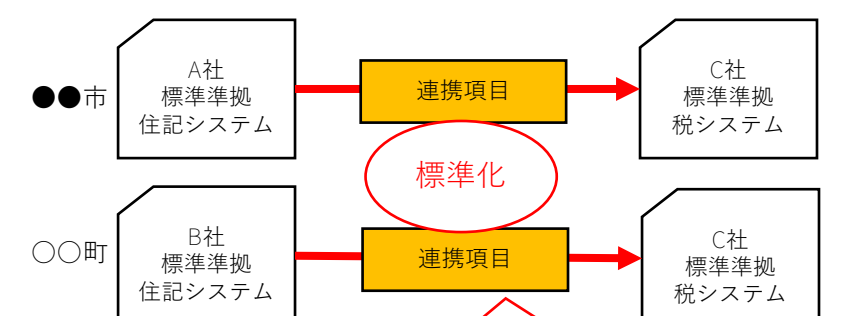 ●●市
A社
標準準拠
住記システム
連携項目
C社
標準準拠
税システム
標準化
○○町
B社
標準準拠
住記システム
連携項目
C社
標準準拠
税システム